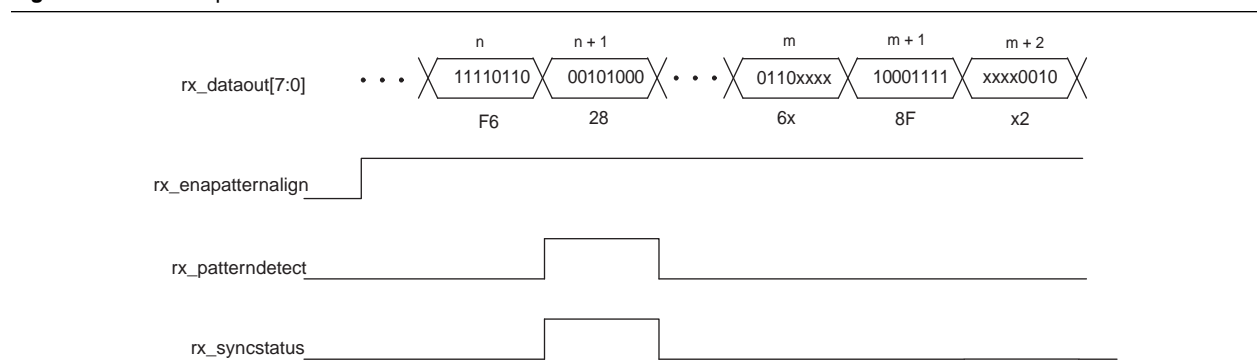 n n + 1 m m + 1 m + 2
rx_dataout[7:0] 11110110 00101000 0110xxxx 10001111 xxxx0010
F6 28 6x 8F x2
rx_enapatternalign
rx_patterndetect
rx_syncstatus